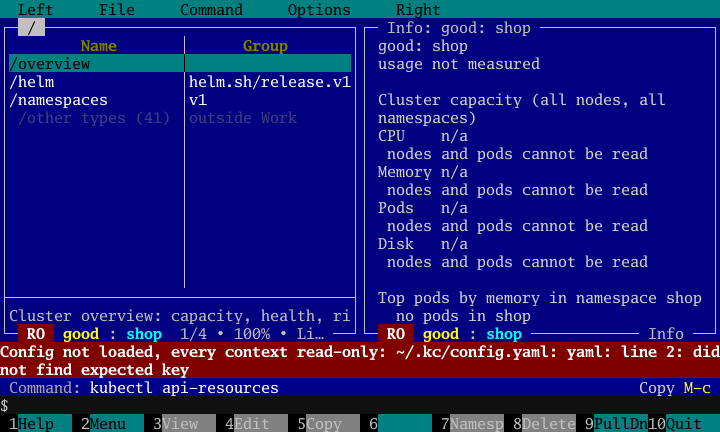 Left File Command Options Right
/
Name Group
/overview
/helm helm.sh/release.v1
/namespaces v1
/other types (41) outside Work
Cluster overview: capacity, health, ri
RO good : shop 1/4 • 100% • Li…
Info: good: shop
good: shop
usage not measured
Cluster capacity (all nodes, all
namespaces)
CPU n/a
nodes and pods cannot be read
Memory n/a
nodes and pods cannot be read
Pods n/a
nodes and pods cannot be read
Disk n/a
nodes and pods cannot be read
Top pods by memory in namespace shop
no pods in shop
RO good : shop Info
Config not loaded, every context read-only: ~/.kc/config.yaml: yaml: line 2: did
not find expected key
Command: kubectl api-resources Copy M-c
$
1Help 2Menu 3View 4Edit 5Copy 6 7Namesp 8Delete 9PullDn 10Quit